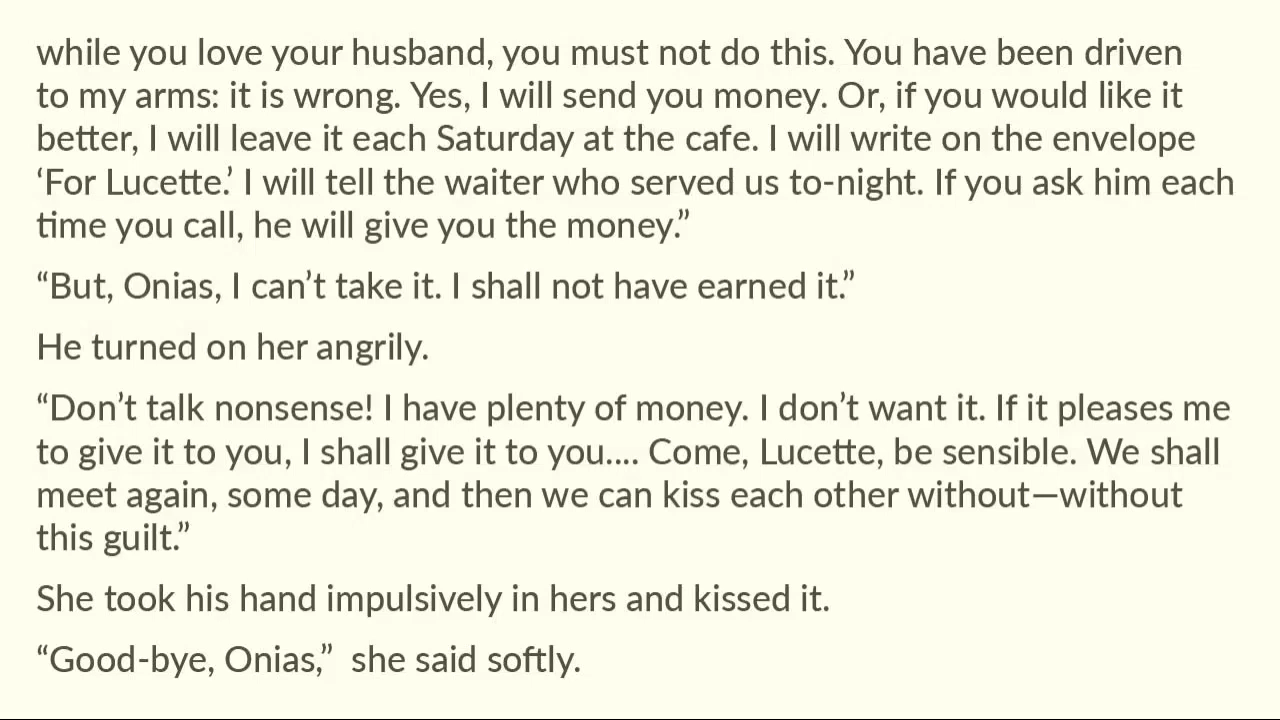 while you love your husband, you must not do this. You have been driven
to my arms: it is wrong. Yes, I will send you money. Or, if you would like it
better, I will leave it each Saturday at the cafe. I will write on the envelope
‘For Lucette.’ I will tell the waiter who served us to-night. If you ask him each
time you call, he will give you the money.”
“But, Onias, I can’t take it. I shall not have earned it.”
He turned on her angrily.
“Don’t talk nonsense! I have plenty of money. I don’t want it. If it pleases me
to give it to you, I shall give it to you.... Come, Lucette, be sensible. We shall
meet again, some day, and then we can kiss each other without—without
this guilt.”
She took his hand impulsively in hers and kissed it.
“Good-bye, Onias,”  she said softly.